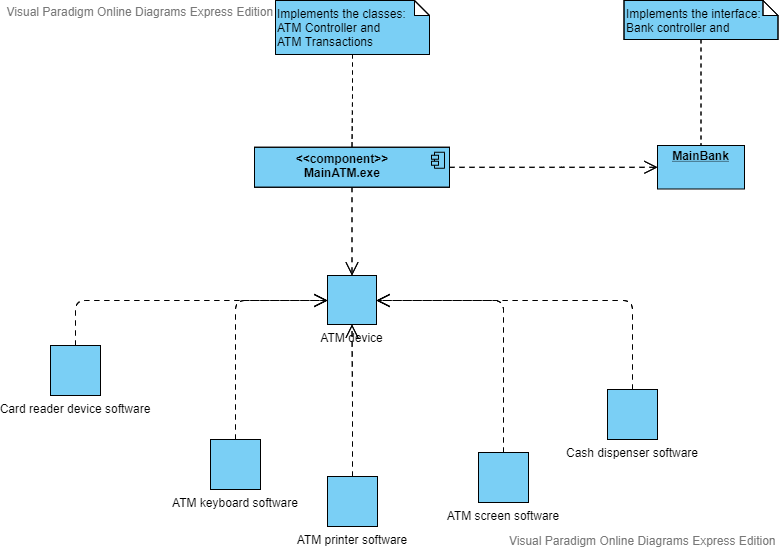 Visual Paradigm Online Diagrams Express Edition
Implements the classes:
ATM Controller and
ATM Transactions
Implements the interface:
Bank controller and
<<component>>
MainATM.exe
MainBank
ATM device
Card reader device software
Cash dispenser software
ATM keyboard software
ATM screen software
ATM printer software
Visual Paradigm Online Diagrams Express Edition